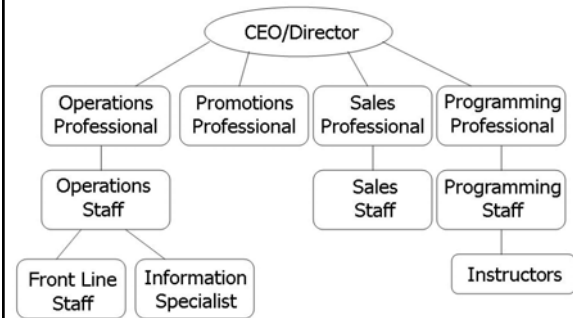 CEO/Director
Operations
Professional
Promotions
Professional
Sales
Professional
Programming
Professional
Operations
Staff
Sales
Staff
Programming
Staff
Front Line
Staff
Information
Specialist
Instructors